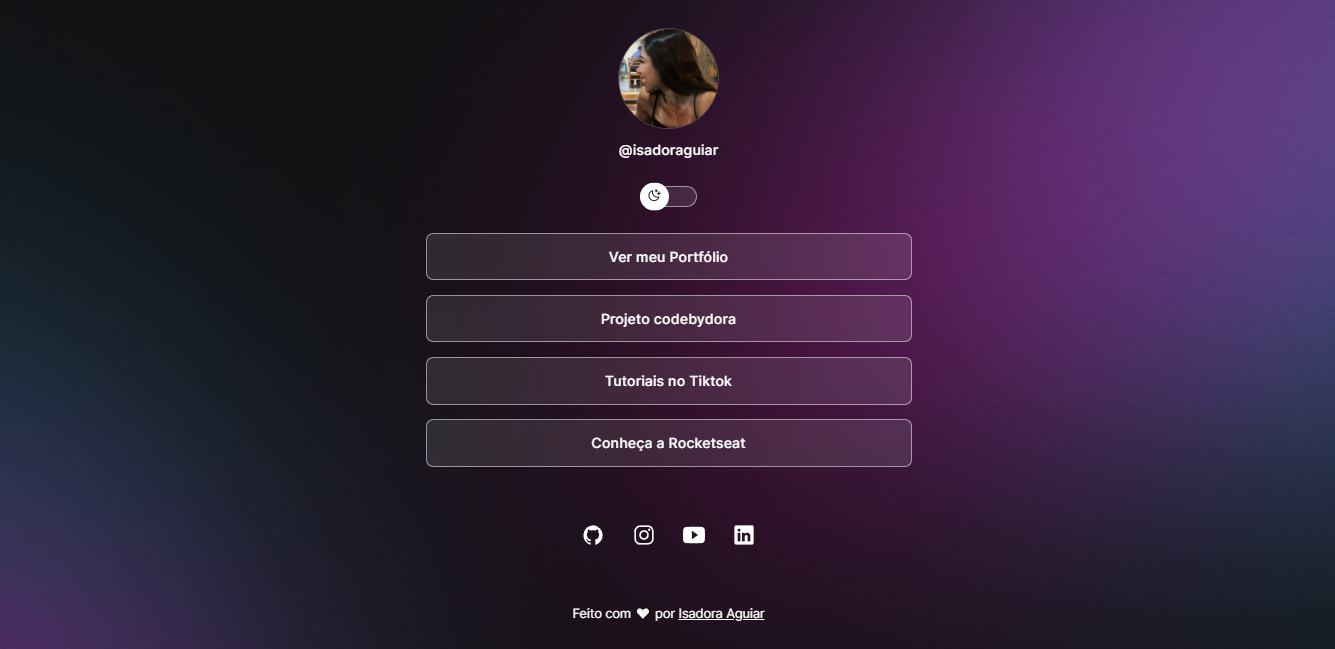 @isadoraguiar
Ver meu Portfólio
Projeto codebydora
Tutoriais no Tiktok
Conheça a Rocketseat
Feito com ♥ por Isadora Aguiar